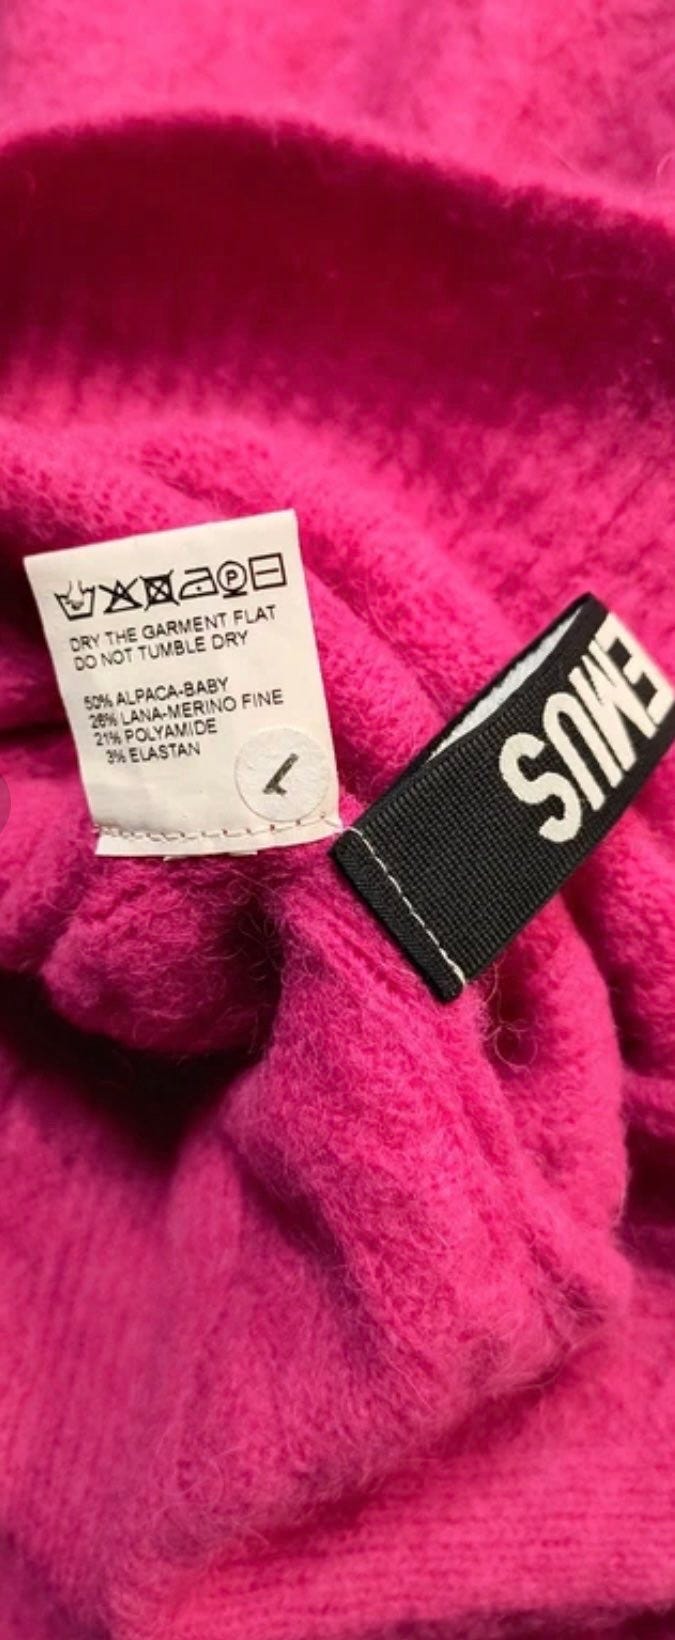 DRY THE GARMENT FLAT
DO NOT TUMBLE DRY
50% ALPACA-BABY
26% LANA-MERINO FINE
21% POLYAMIDE
3% ELASTAN
P
EMUS